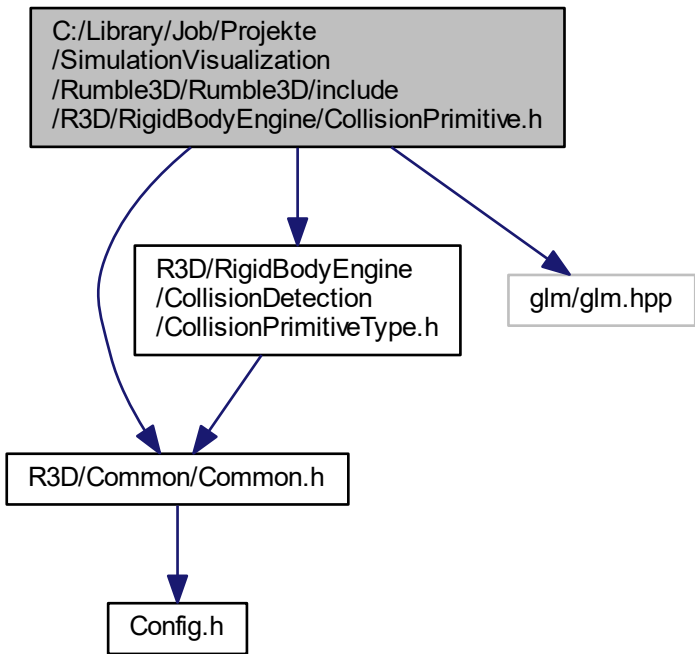 C:/Library/Job/Projekte
/SimulationVisualization
/Rumble3D/Rumble3D/include
/R3D/RigidBodyEngine/CollisionPrimitive.h
R3D/RigidBodyEngine
/CollisionDetection
/CollisionPrimitiveType.h
glm/glm.hpp
R3D/Common/Common.h
Config.h